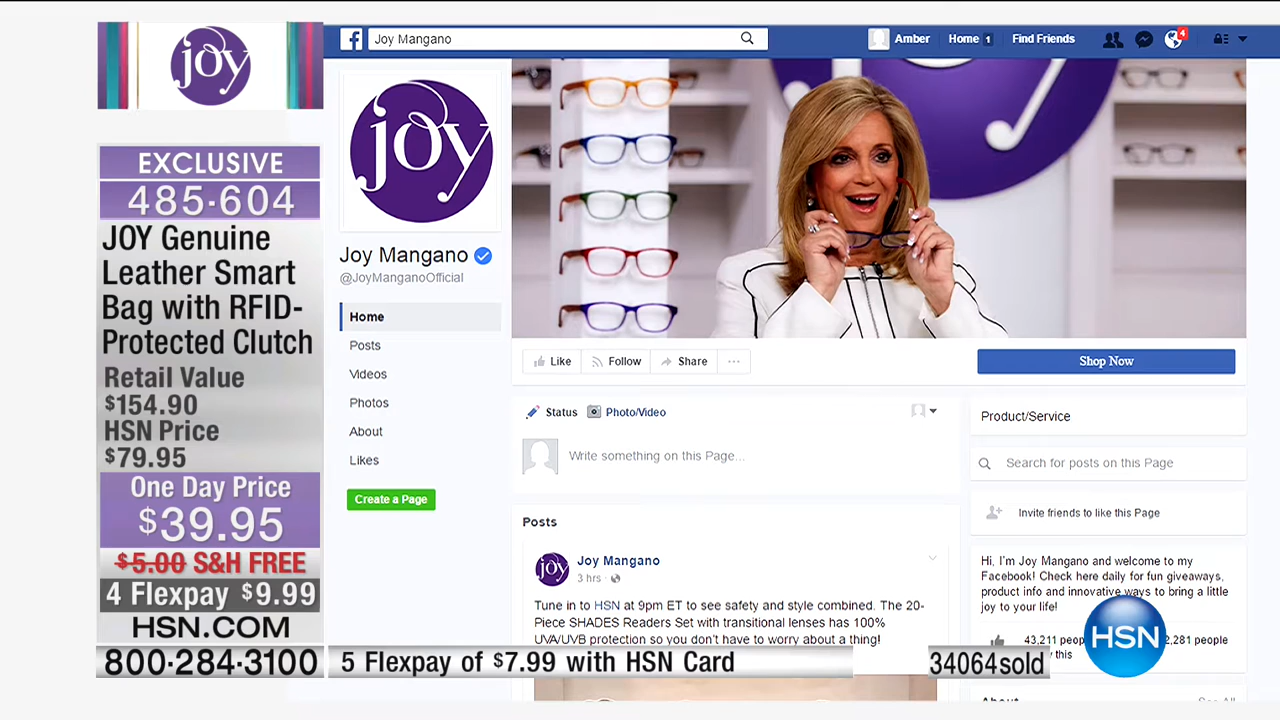 joy
EXCLUSIVE
485-604
JOY Genuine
Leather Smart
Bag with RFID-
Protected Clutch
Retail Value
$154.90
HSN Price
$79.95
One Day Price
$39.95
$5.00 S&H FREE
4 Flexpay $9.99
HSN.COM
800-284-3100
Joy Mangano
Amber
Home 1
Find Friends
4
joy
Joy Mangano
@JoyManganoOfficial
Home
Posts
Videos
Photos
About
Likes
Create a Page
Like
Follow
Share
Shop Now
Status
Photo/Video
Write something on this Page...
Posts
joy
Joy Mangano
3 hrs
Tune in to HSN at 9pm ET to see safety and style combined. The 20-
Piece SHADES Readers Set with transitional lenses has 100%
UVA/UVB protection so you don't have to worry about a thing!
Product/Service
Search for posts on this Page
Invite friends to like this Page
Hi, I'm Joy Mangano and welcome to my
Facebook! Check here daily for fun giveaways,
product info and innovative ways to bring a little
joy to your life!
43,211 people
this
HSN
5 Flexpay of $7.99 with HSN Card
34064sold